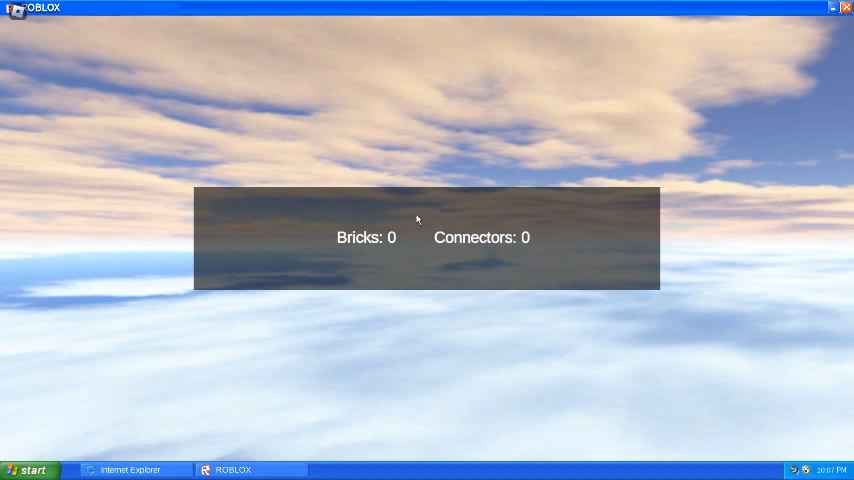 ROBLOX
Bricks: 0 Connectors: 0
start
Internet Explorer
ROBLOX
10:07 PM